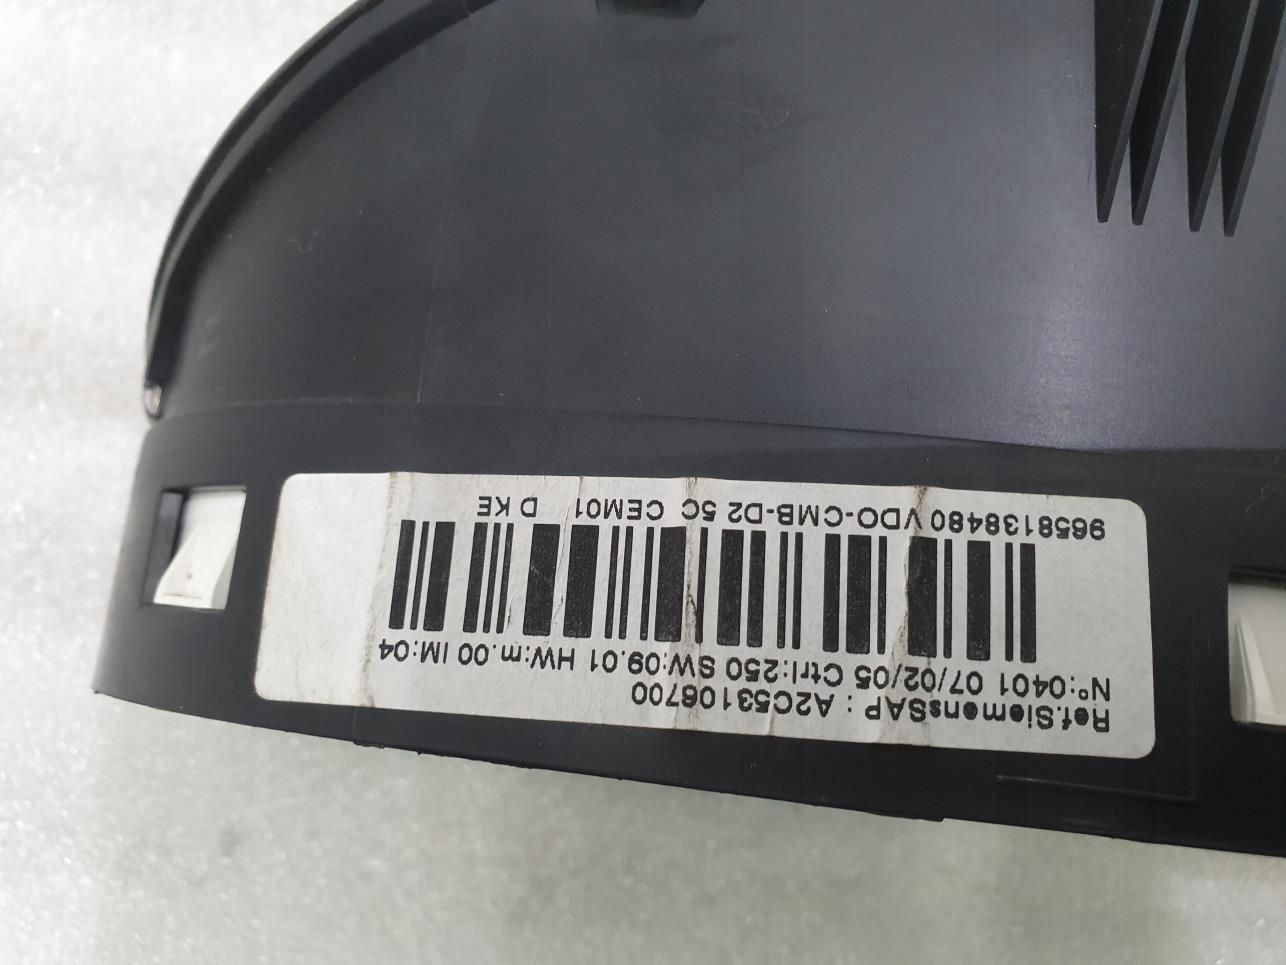 Ref.SiemensSAP : A2C53106700
Nº:0401 07/02/05 Ctrl:250 SW:09.01 HW:m.00 IM:04
9658138480 VDO-CMB-D2 5C CEM01 D KE